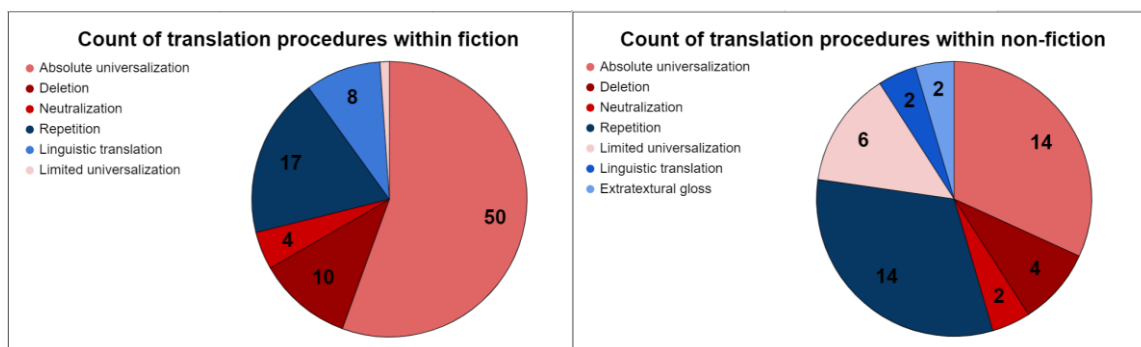 Count of translation procedures within fiction
Absolute universalization
Deletion
Neutralization
Repetition
Linguistic translation
Limited universalization
8
17
50
4
10
Count of translation procedures within non-fiction
Absolute universalization
Deletion
Neutralization
Repetition
Limited universalization
Linguistic translation
Extratextural gloss
2
2
6
14
14
4
2